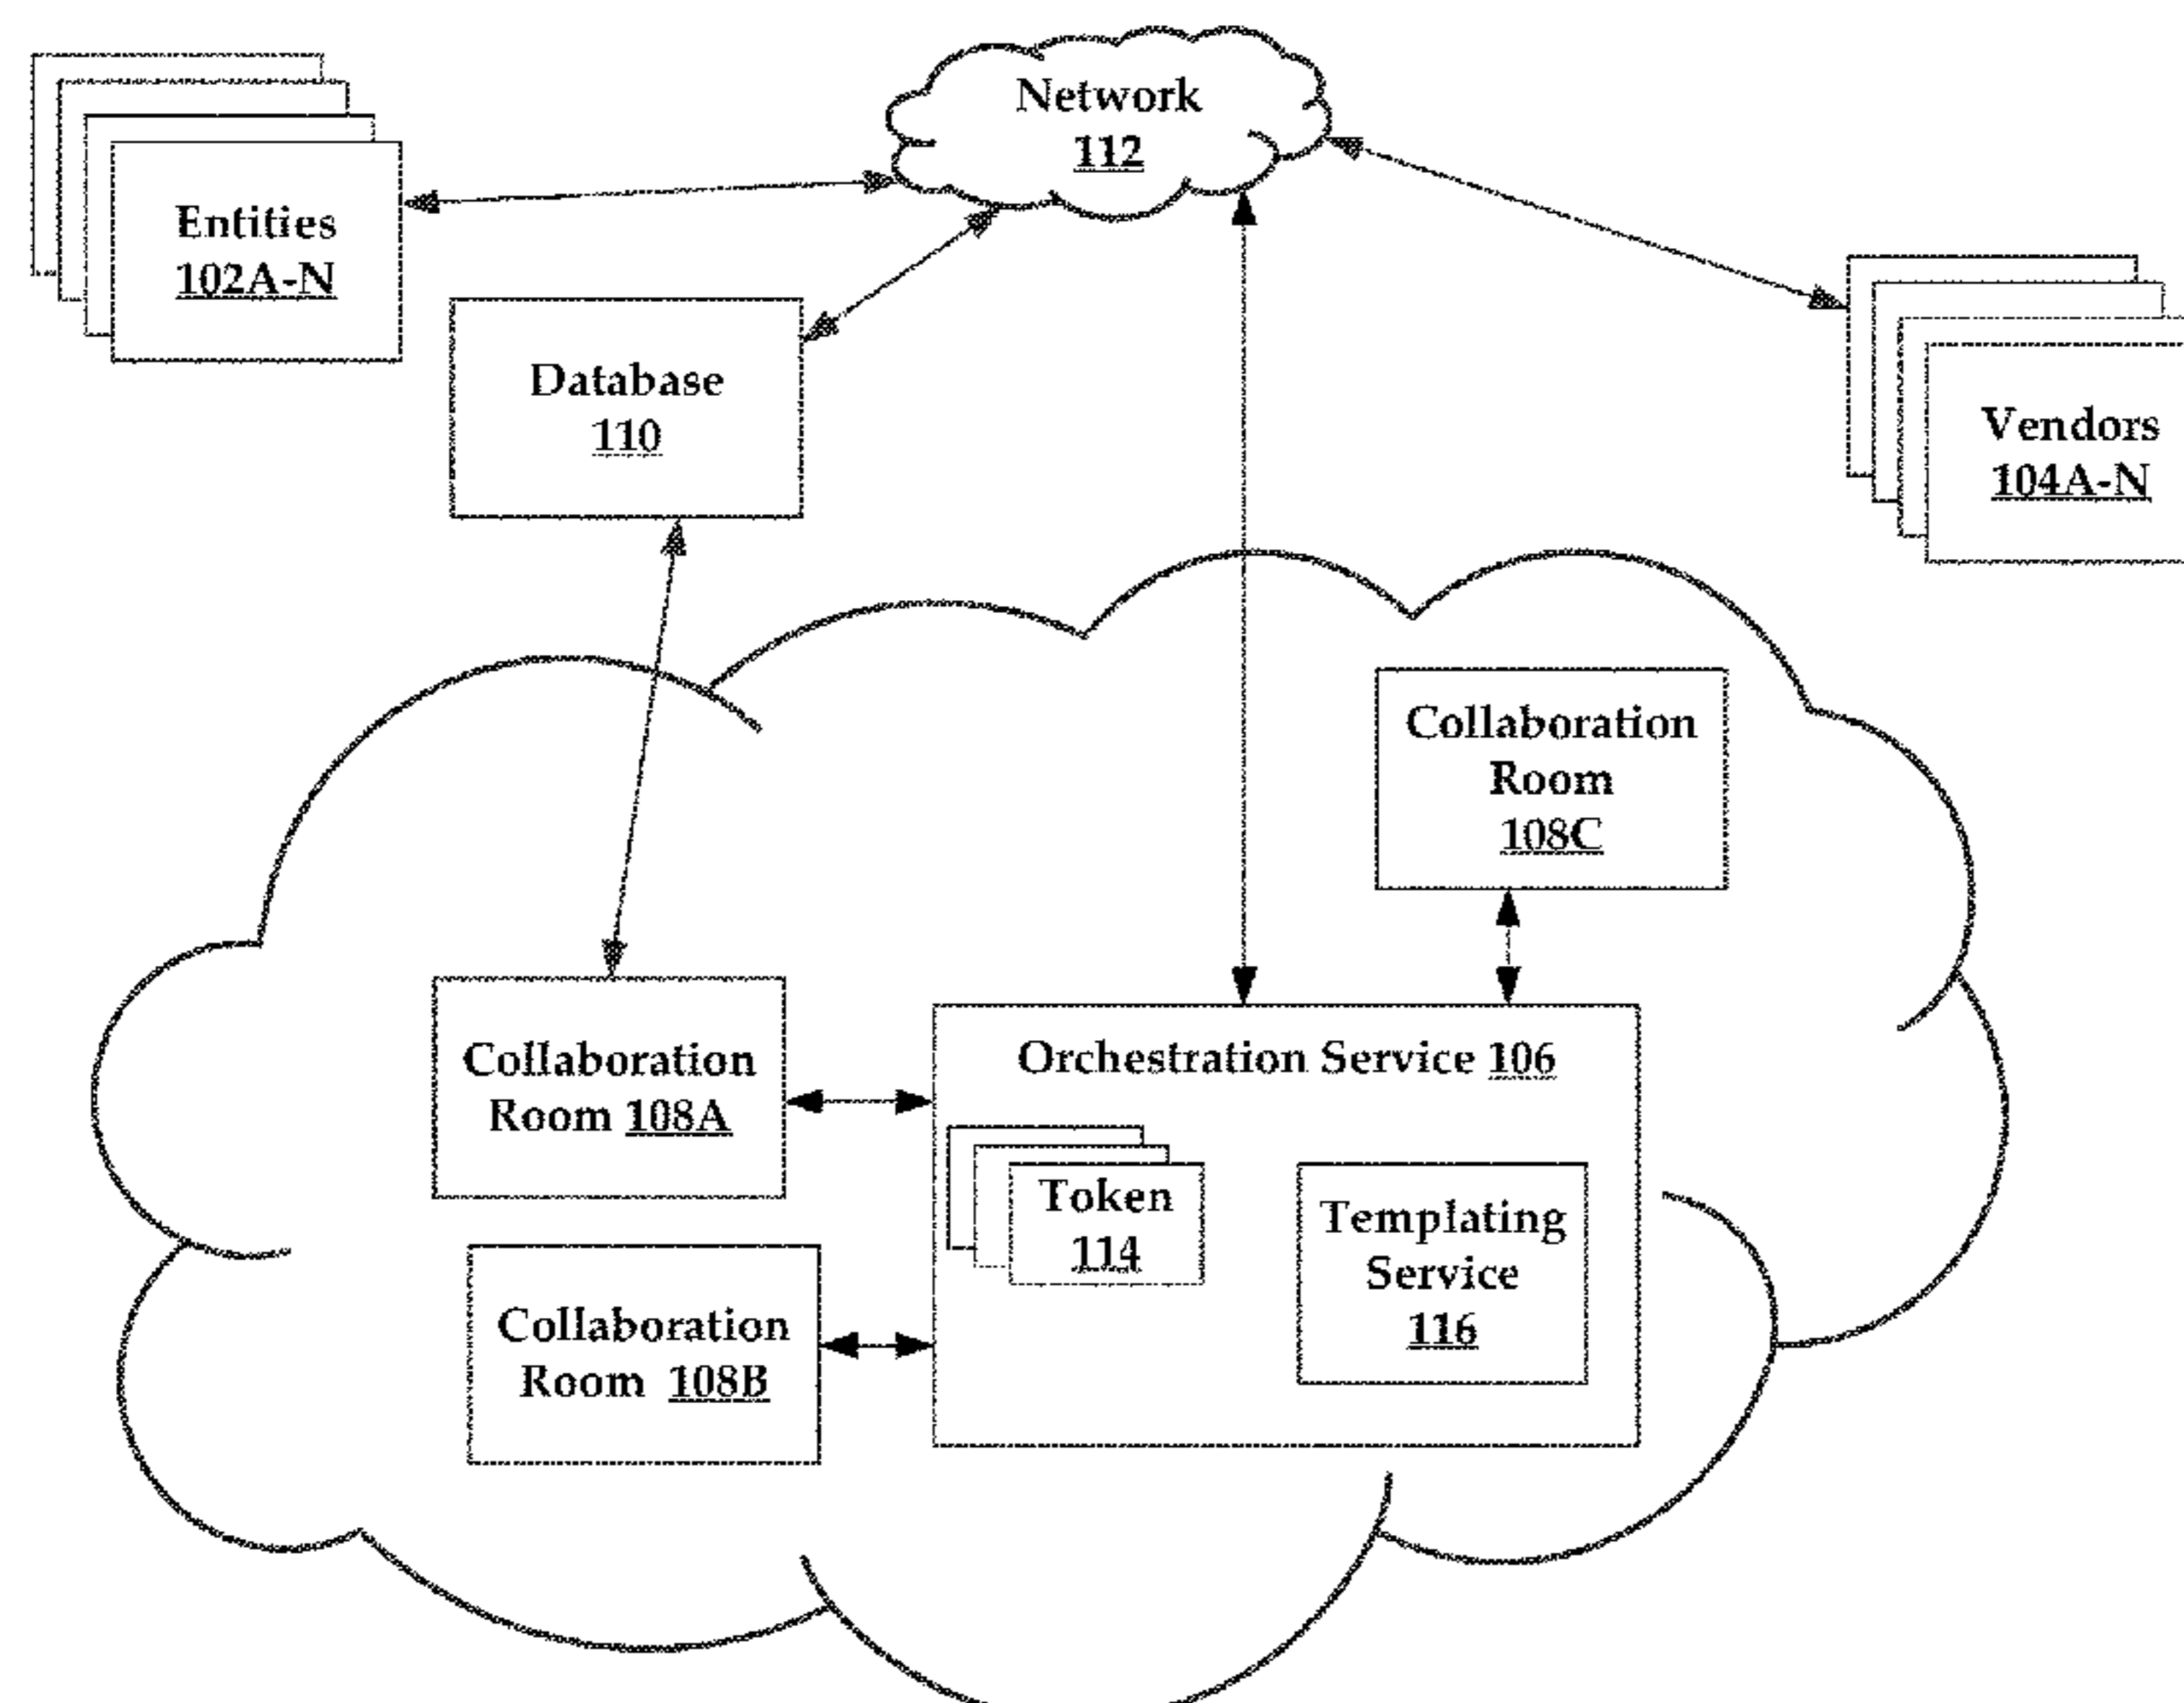 Network
112
Entities
102A-N
Database
110
Vendors
104A-N
Collaboration
Room
108C
Collaboration
Room 108A
Orchestration Service 106
Token
114
Templating
Service
116
Collaboration
Room 108B